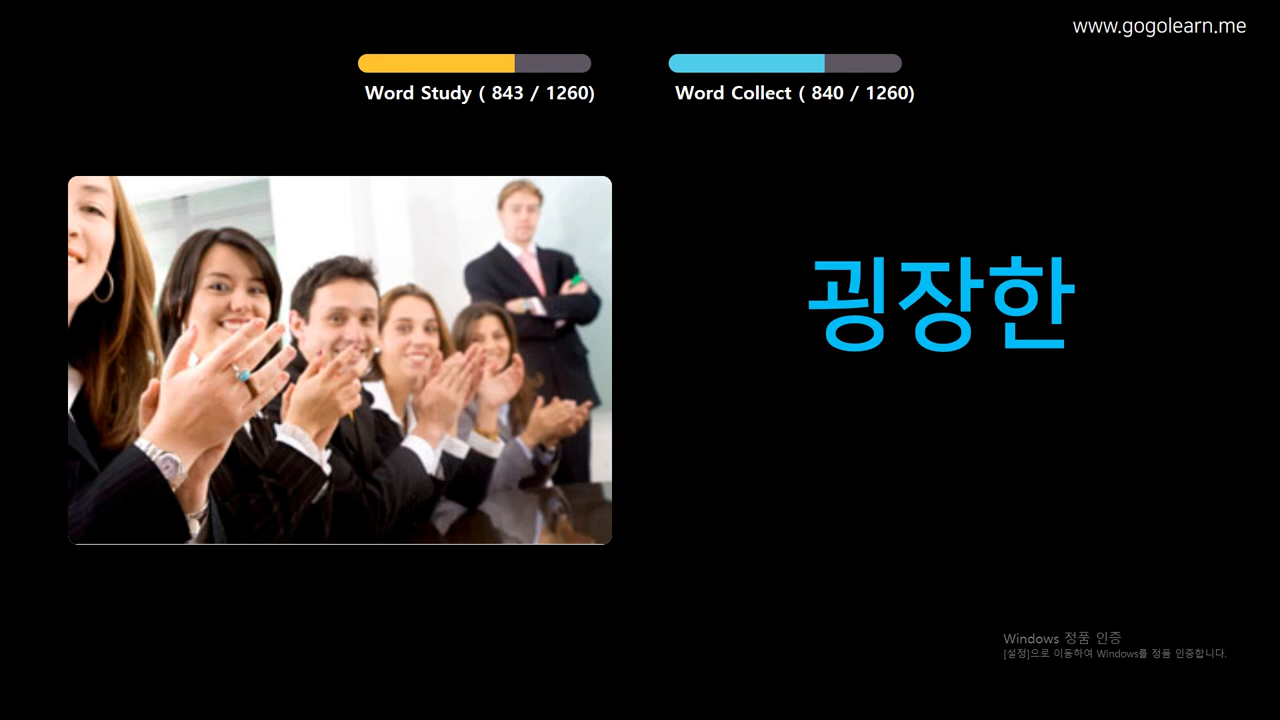 www.gogolearn.me
Word Study ( 843 / 1260)
Word Collect ( 840 / 1260)
굉장한
Windows 정품 인증
[설정]으로 이동하여 Windows를 정품 인증합니다.